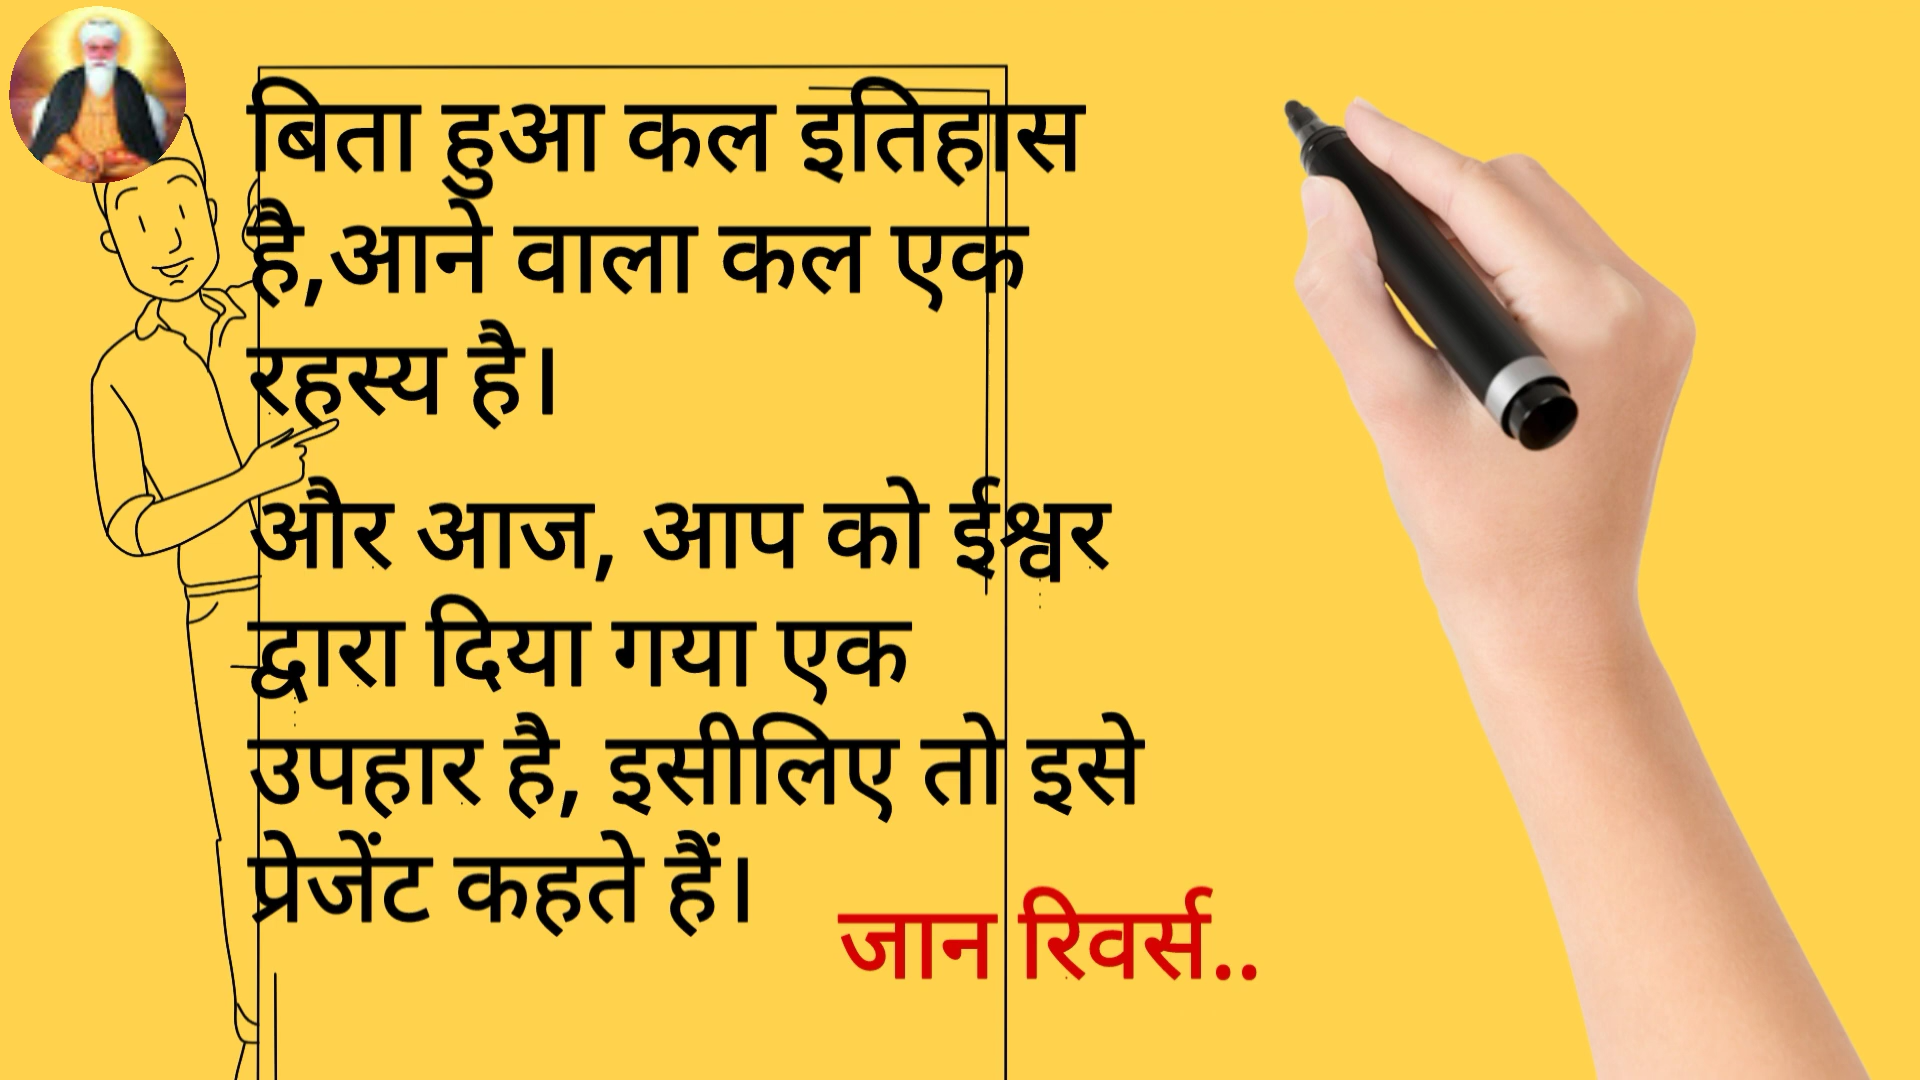 बिता हुआ कल इतिहास
है,आने वाला कल एक
रहस्य है।
और आज, आप को ईश्वर
द्वारा दिया गया एक
उपहार है, इसीलिए तो इसे
प्रेजेंट कहते हैं।
जान रिवर्स..